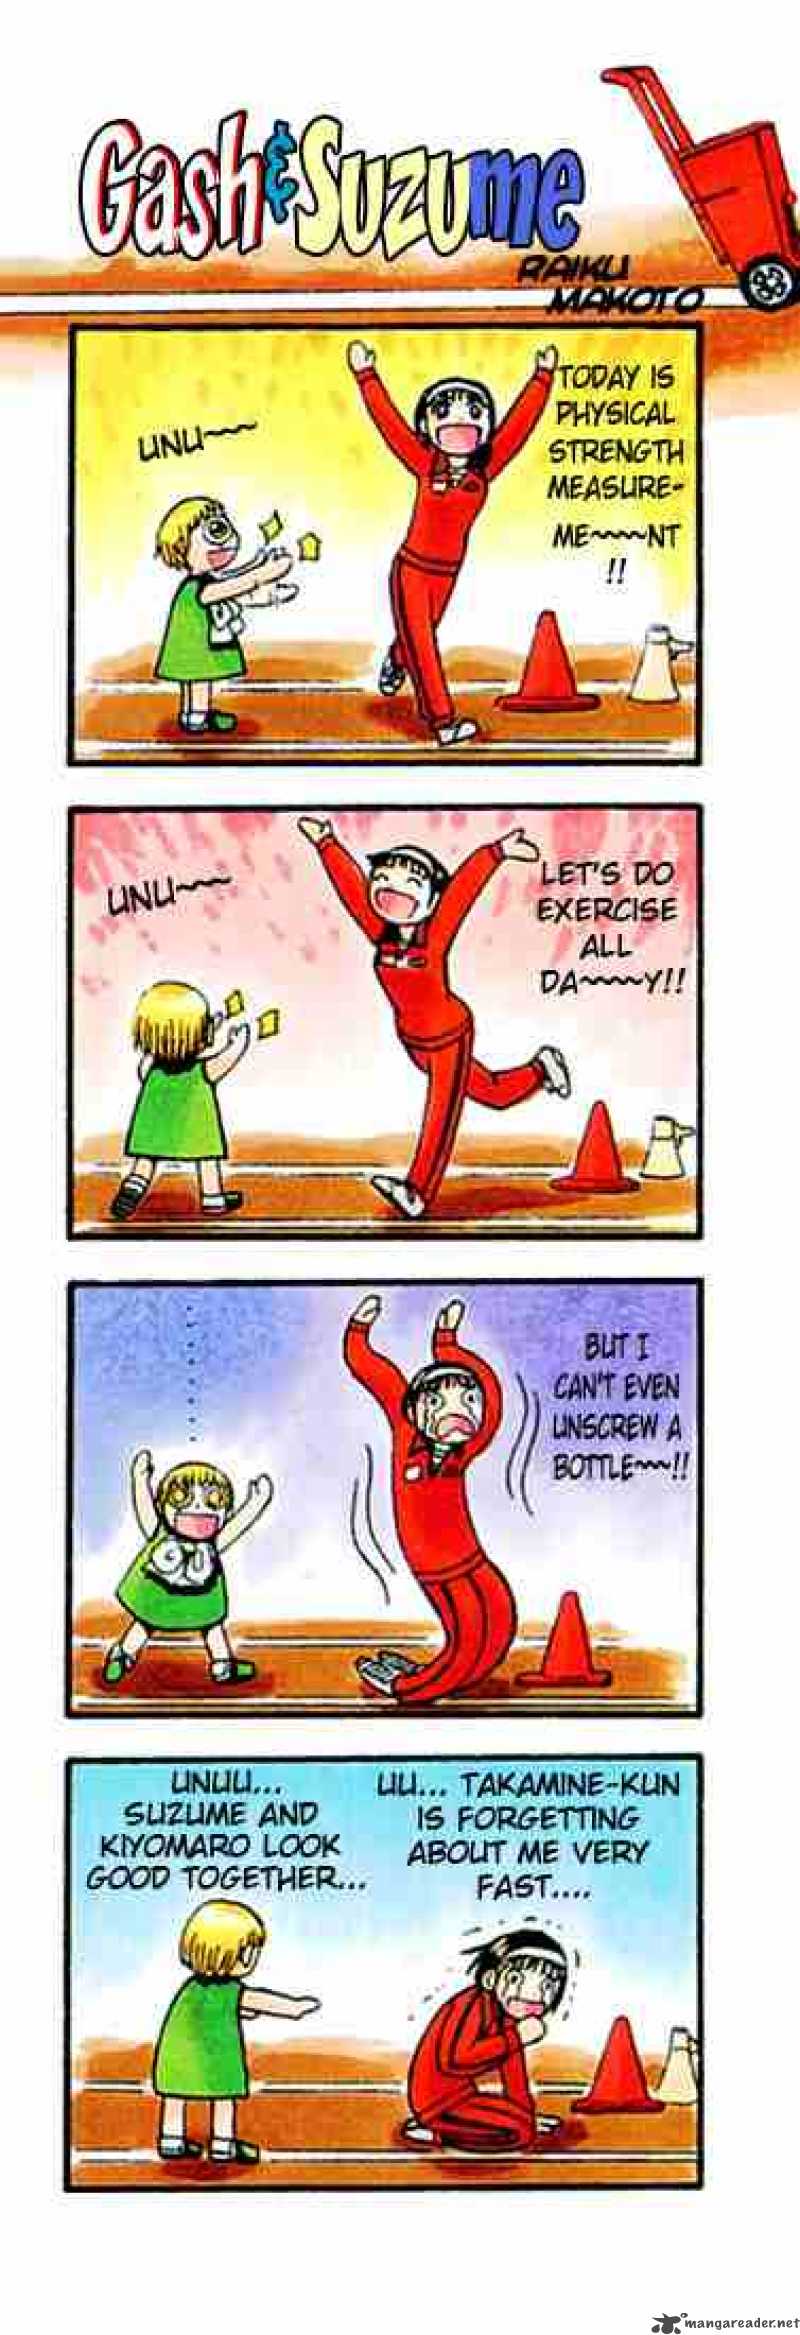 Gash & Suzume
RAIKU
MAKOTO
UNU~~~
TODAY IS
PHYSICAL
STRENGTH
MEASURE-
ME~~~~NT
!!
UNU~~~
LET'S DO
EXERCISE
ALL
DA~~~~Y!!
.......
BUT I
CAN'T EVEN
UNSCREW A
BOTTLE~~~!!
UNUU...
SUZUME AND
KIYOMARO LOOK
GOOD TOGETHER...
UU... TAKAMINE-KUN
IS FORGETTING
ABOUT ME VERY
FAST....
mangareader.net